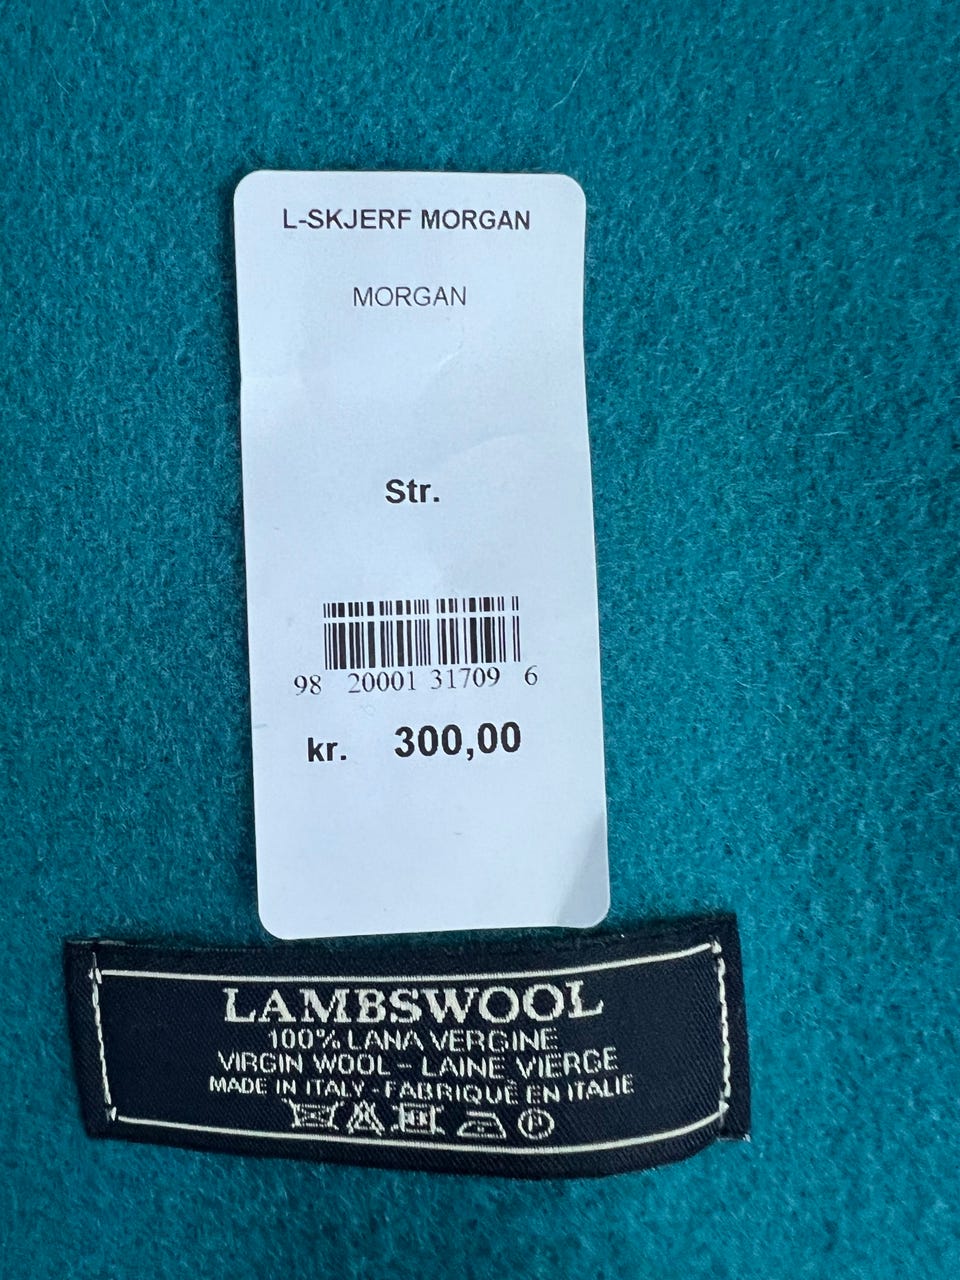 L-SKJERF MORGAN
MORGAN
Str.
98 20001 31709 6
kr. 300,00
LAMBSWOOL
100% LANA VERGINE
VIRGIN WOOL - LAINE VIERGE
MADE IN ITALY - FABRIQUÉ EN ITALIE
P